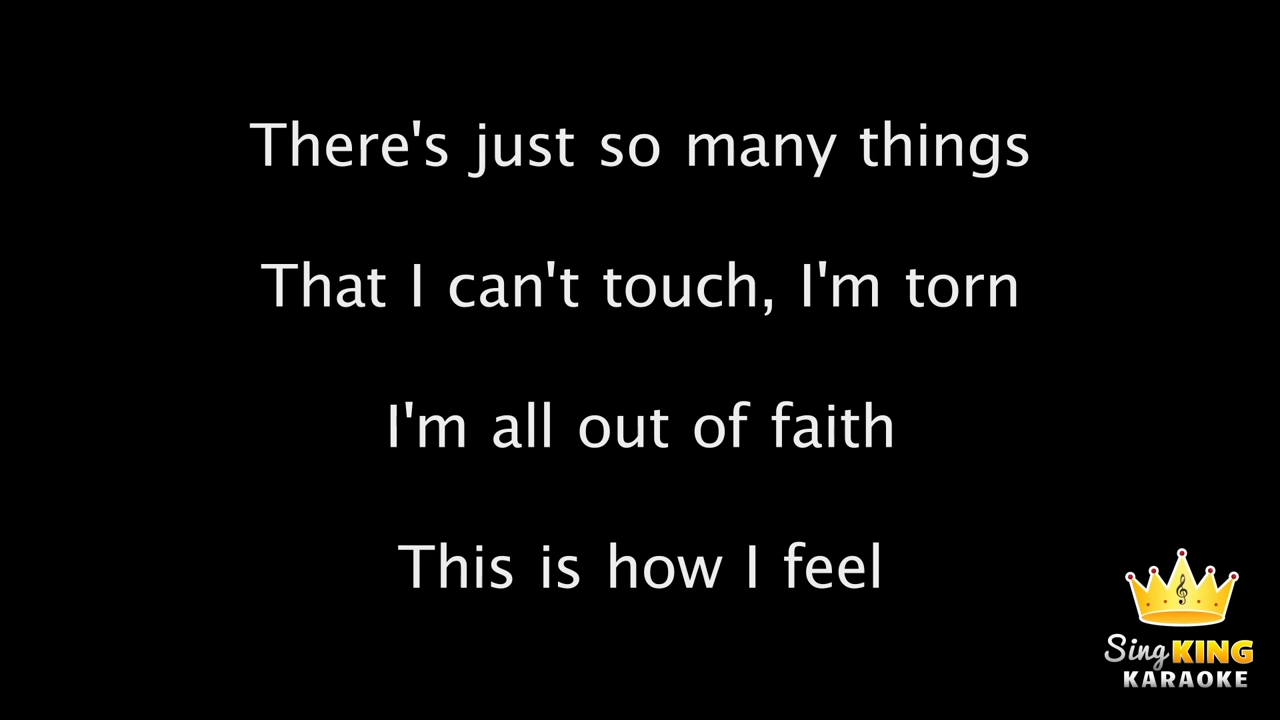 There's just so many things
That I can't touch, I'm torn
I'm all out of faith
This is how I feel
Sing KING
KARAOKE